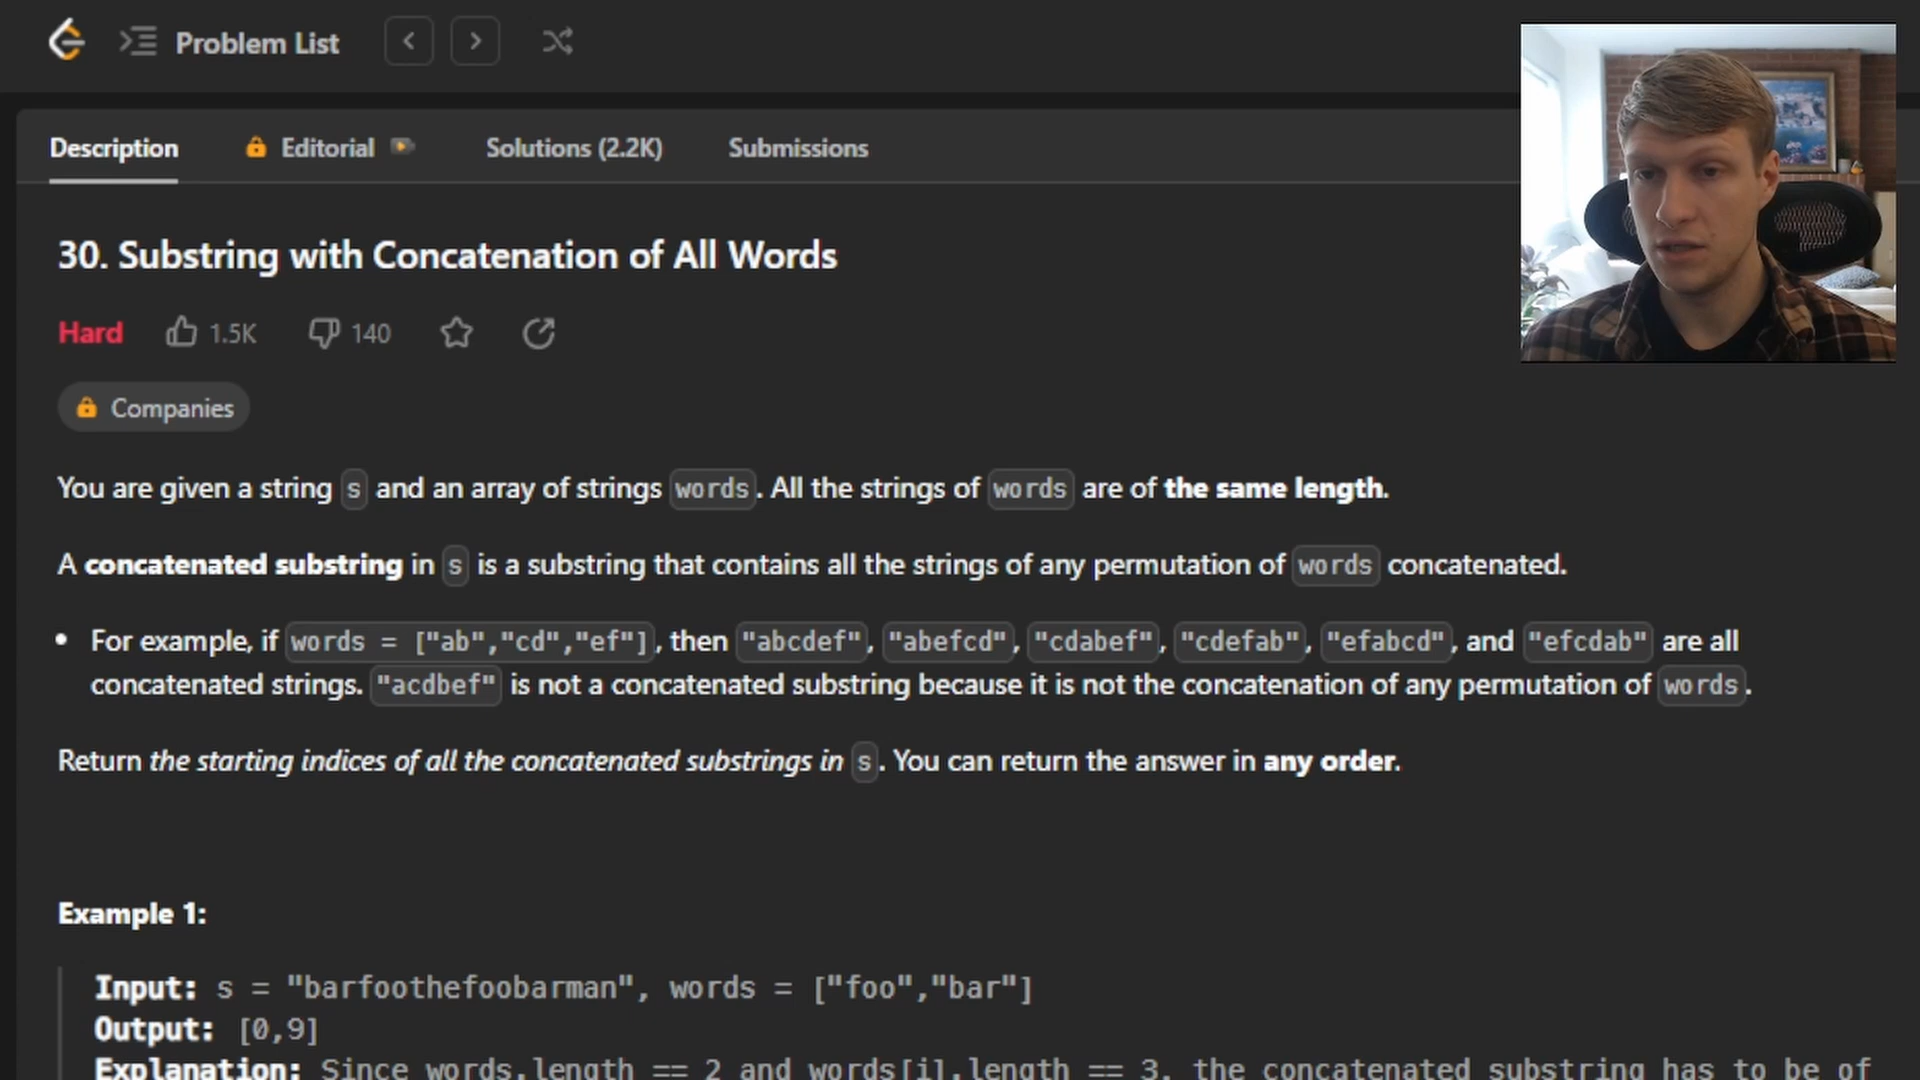 Problem List
Description Editorial Solutions (2.2K) Submissions
30. Substring with Concatenation of All Words
Hard 1.5K 140
Companies
You are given a string s and an array of strings words. All the strings of words are of the same length.
A concatenated substring in s is a substring that contains all the strings of any permutation of words concatenated.
• For example, if words = ["ab","cd","ef"], then "abcdef", "abefcd", "cdabef", "cdefab", "efabcd", and "efcdab" are all
concatenated strings. "acdbef" is not a concatenated substring because it is not the concatenation of any permutation of words.
Return the starting indices of all the concatenated substrings in s. You can return the answer in any order.
Example 1:
Input: s = "barfoothefoobarman", words = ["foo","bar"]
Output: [0,9]
Explanation: Since words.length == 2 and words[i].length == 3, the concatenated substring has to be of